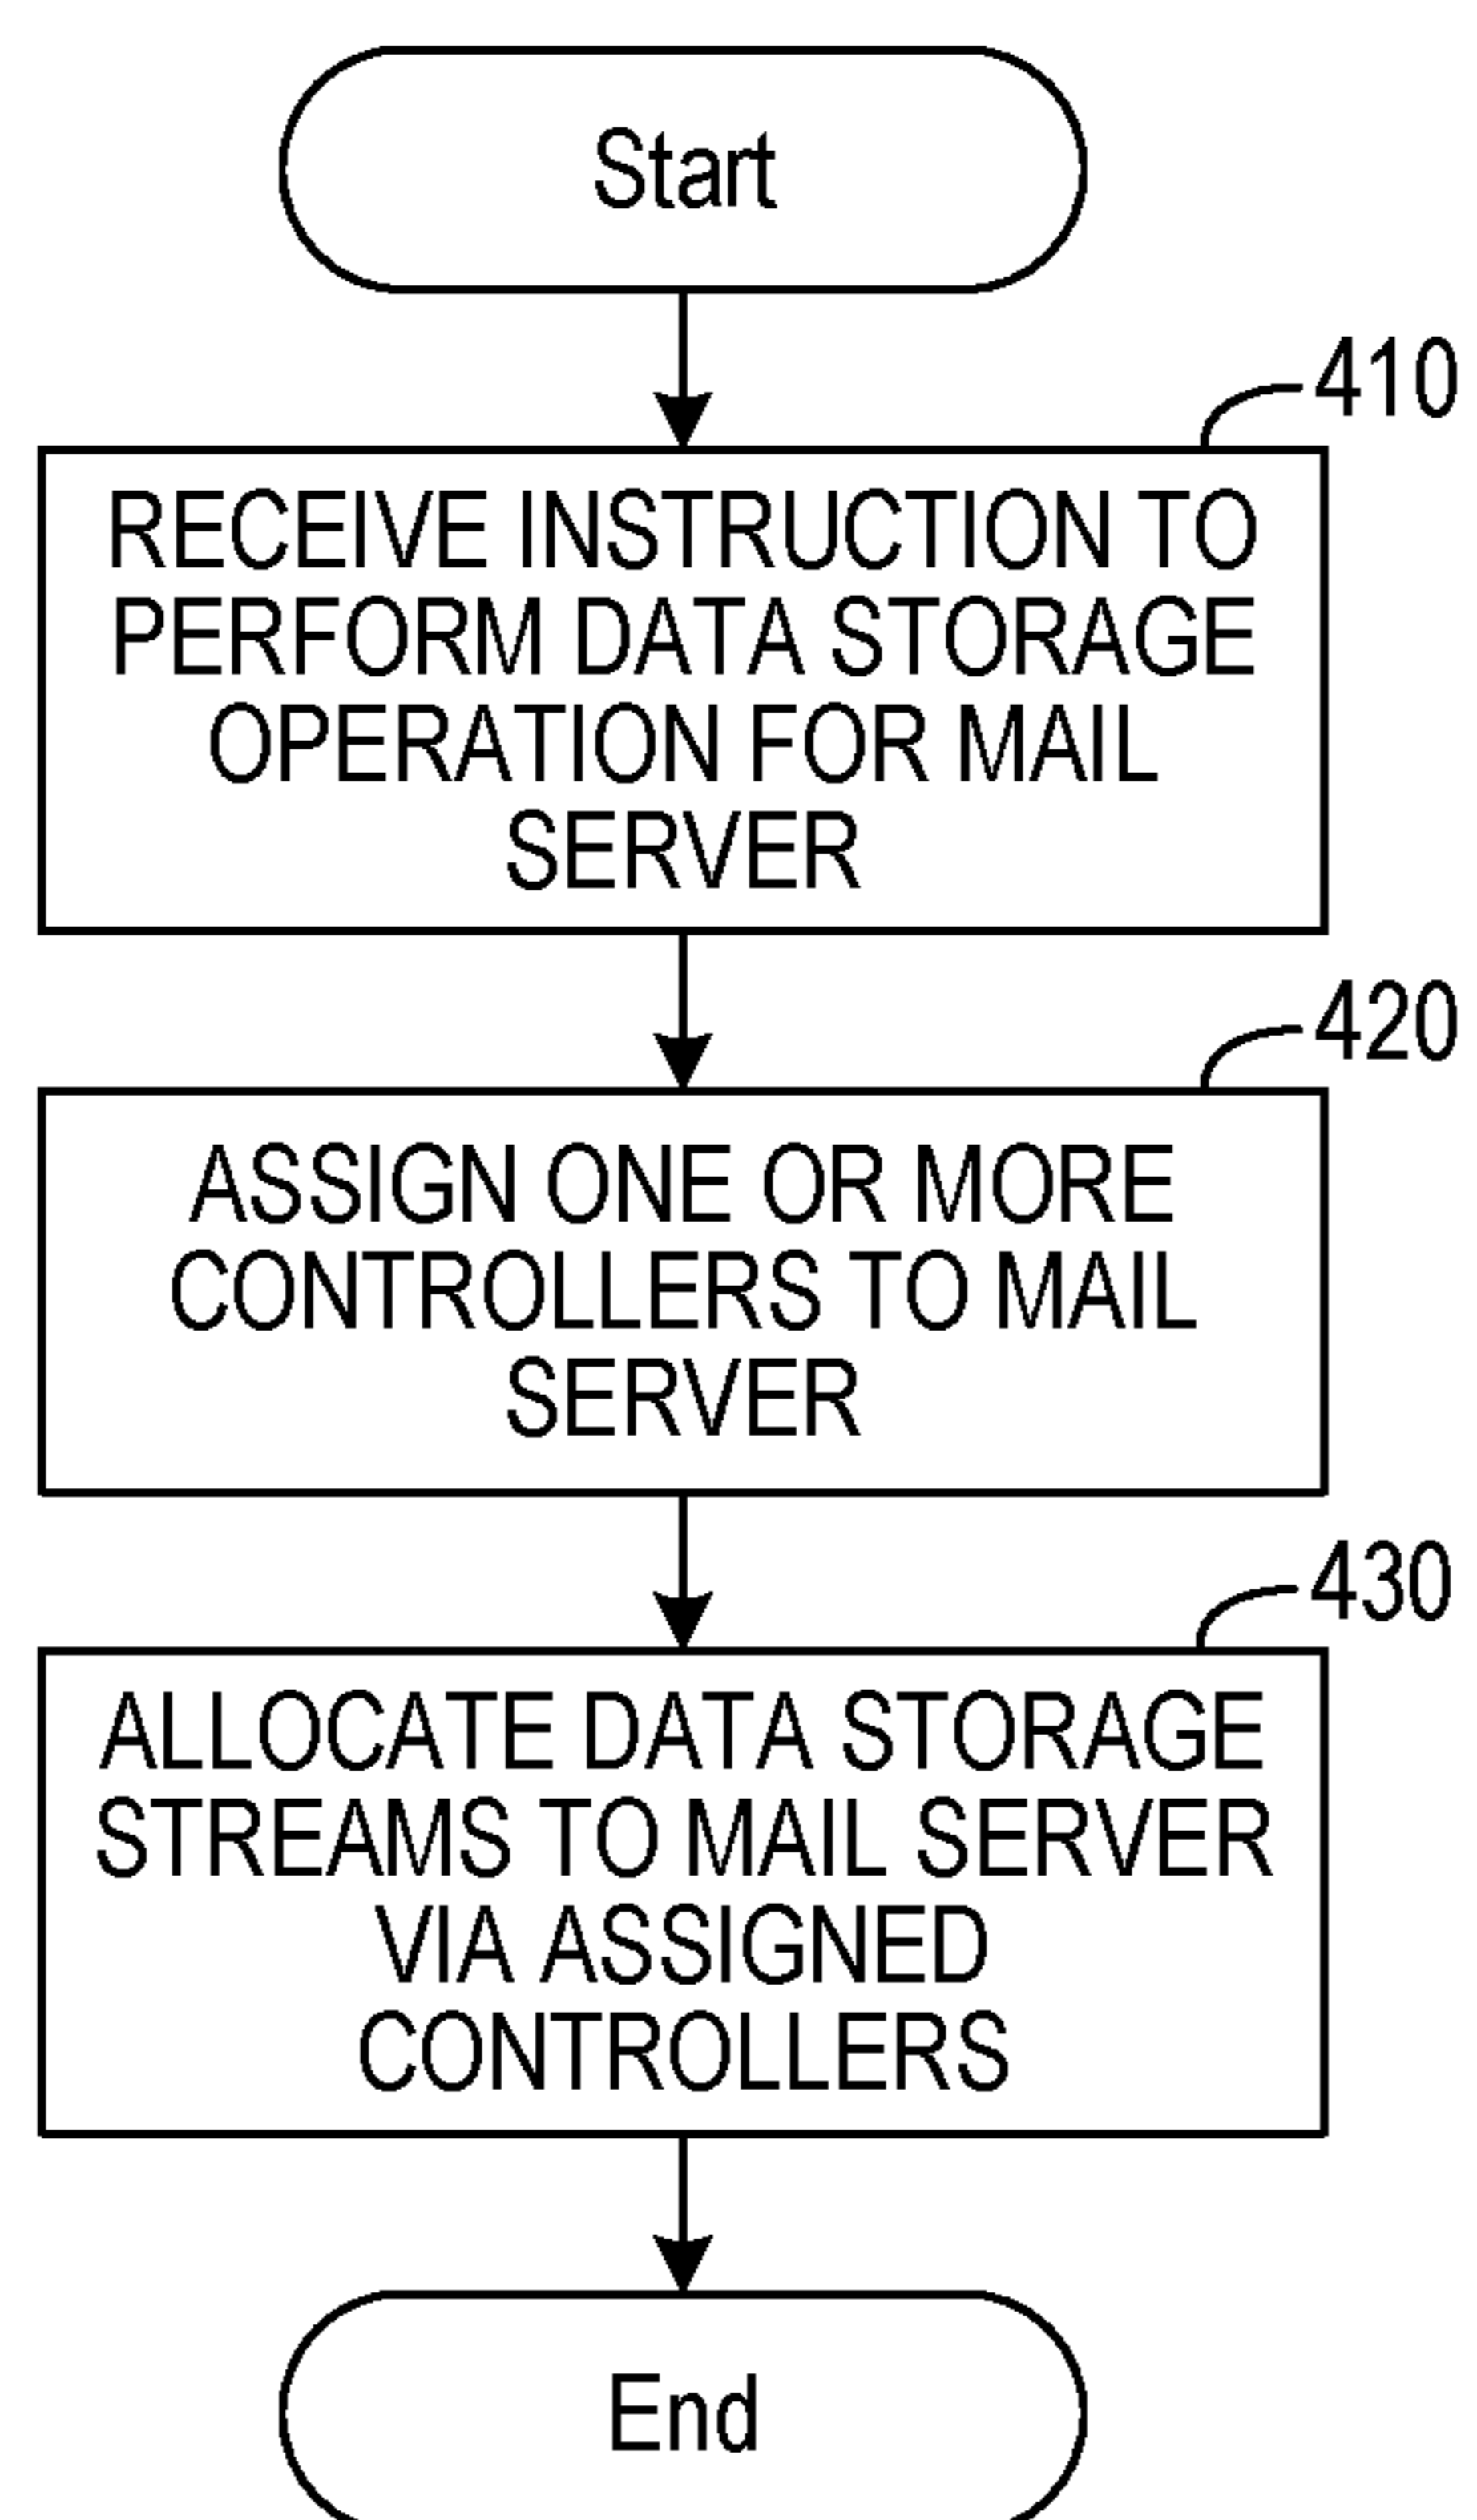 Start
410
RECEIVE INSTRUCTION TO
PERFORM DATA STORAGE
OPERATION FOR MAIL
SERVER
420
ASSIGN ONE OR MORE
CONTROLLERS TO MAIL
SERVER
430
ALLOCATE DATA STORAGE
STREAMS TO MAIL SERVER
VIA ASSIGNED
CONTROLLERS
End